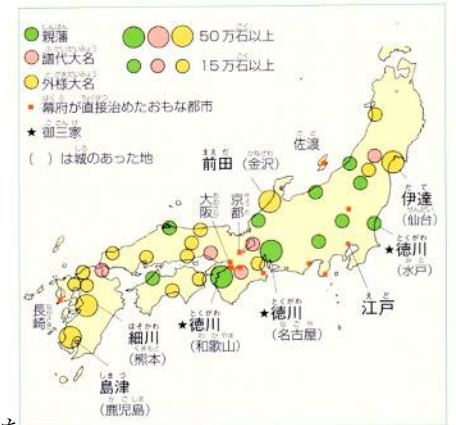 親藩
譜代大名
外様大名
50万石以上
15万石以上
幕府が直接治めたおもな都市
★ 御三家
( )は城のあった地
佐渡
前田
(金沢)
大阪
京都
伊達
(仙台)
★徳川
(水戸)
江戸
★徳川
(名古屋)
★徳川
(和歌山)
長崎
細川
(熊本)
島津
(鹿児島)